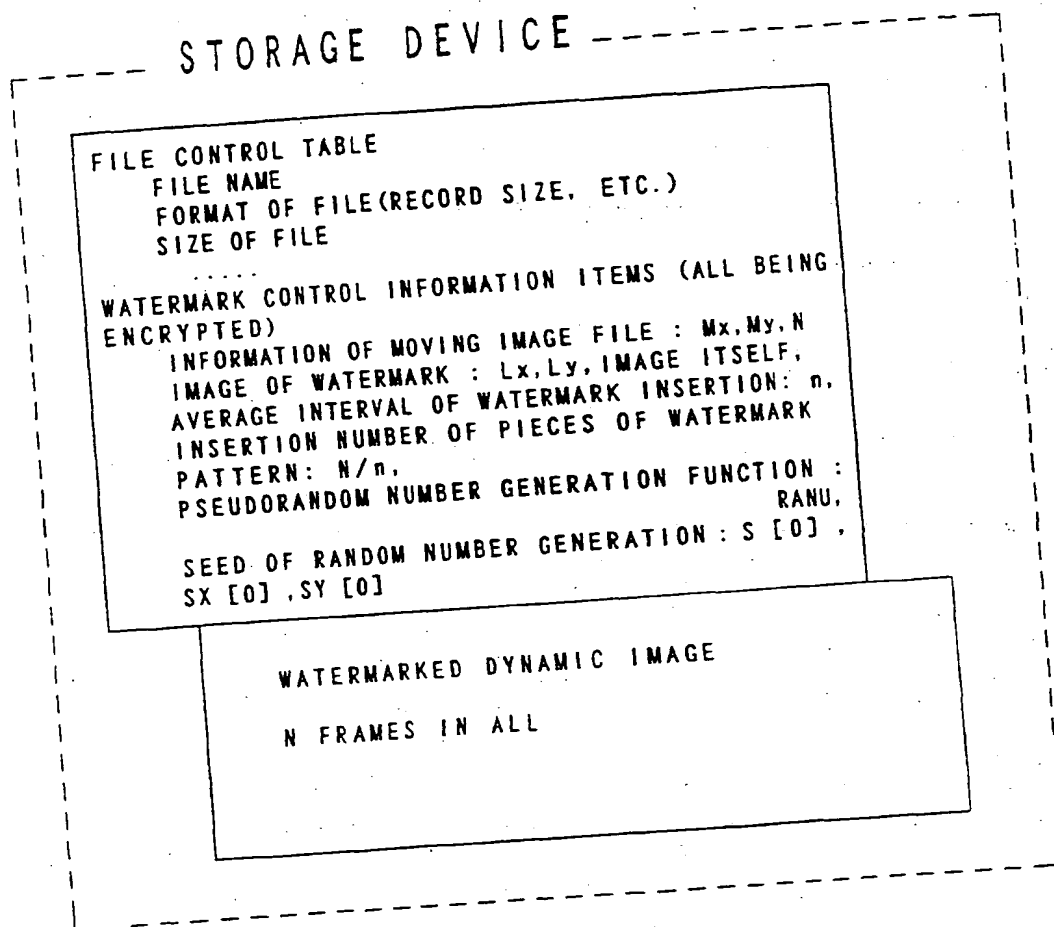 STORAGE DEVICE
FILE CONTROL TABLE
FILE NAME
FORMAT OF FILE(RECORD SIZE, ETC.)
SIZE OF FILE
.....
WATERMARK CONTROL INFORMATION ITEMS (ALL BEING
ENCRYPTED)
INFORMATION OF MOVING IMAGE FILE : Mx,My,N
IMAGE OF WATERMARK : Lx,Ly,IMAGE ITSELF,
AVERAGE INTERVAL OF WATERMARK INSERTION: n,
INSERTION NUMBER OF PIECES OF WATERMARK
PATTERN: N/n,
PSEUDORANDOM NUMBER GENERATION FUNCTION :
RANU,
SEED OF RANDOM NUMBER GENERATION : S [0] ,
SX [0] ,SY [0]
WATERMARKED DYNAMIC IMAGE
N FRAMES IN ALL